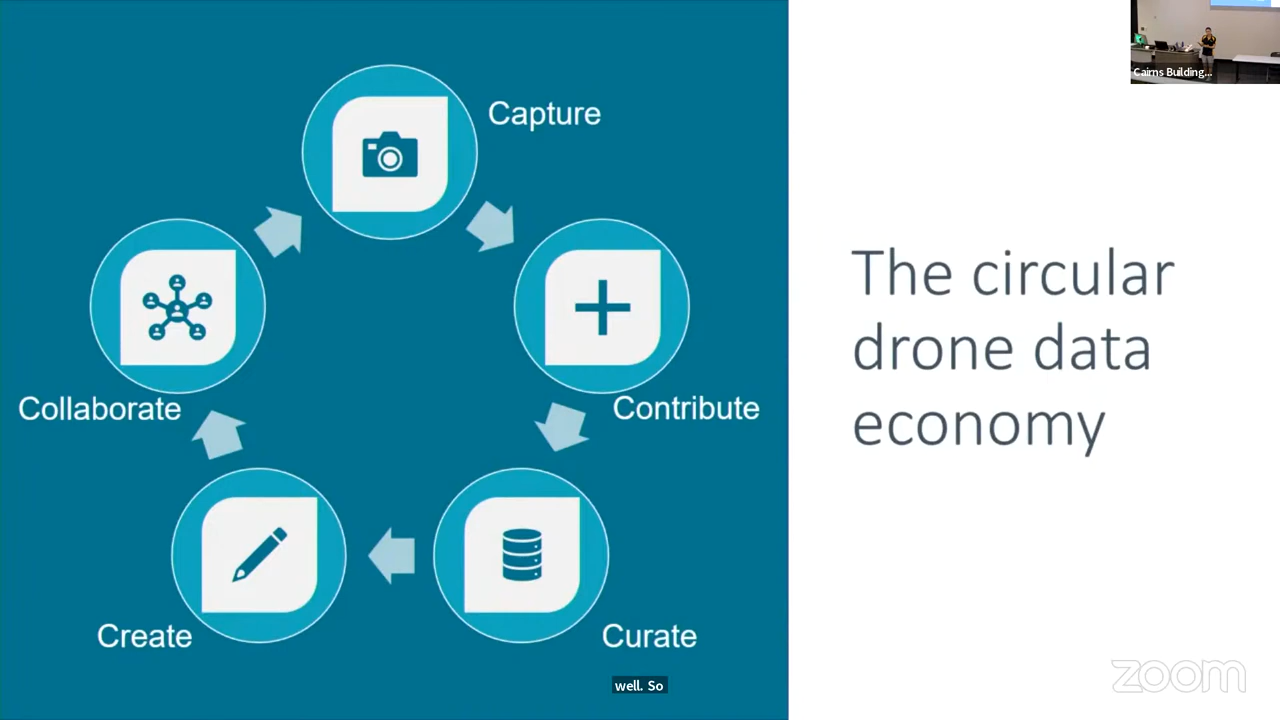 Capture
Cairns Building...
The circular
drone data
economy
Collaborate
Contribute
Create
Curate
well. So
zoom